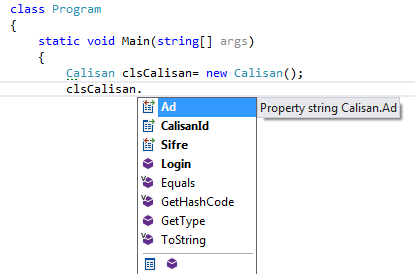 class Program
{
static void Main(string[] args)
{
Calisan clsCalisan= new Calisan();
clsCalisan.
Ad
Property string Calisan.Ad
CalisanId
Sifre
Login
Equals
GetHashCode
GetType
ToString